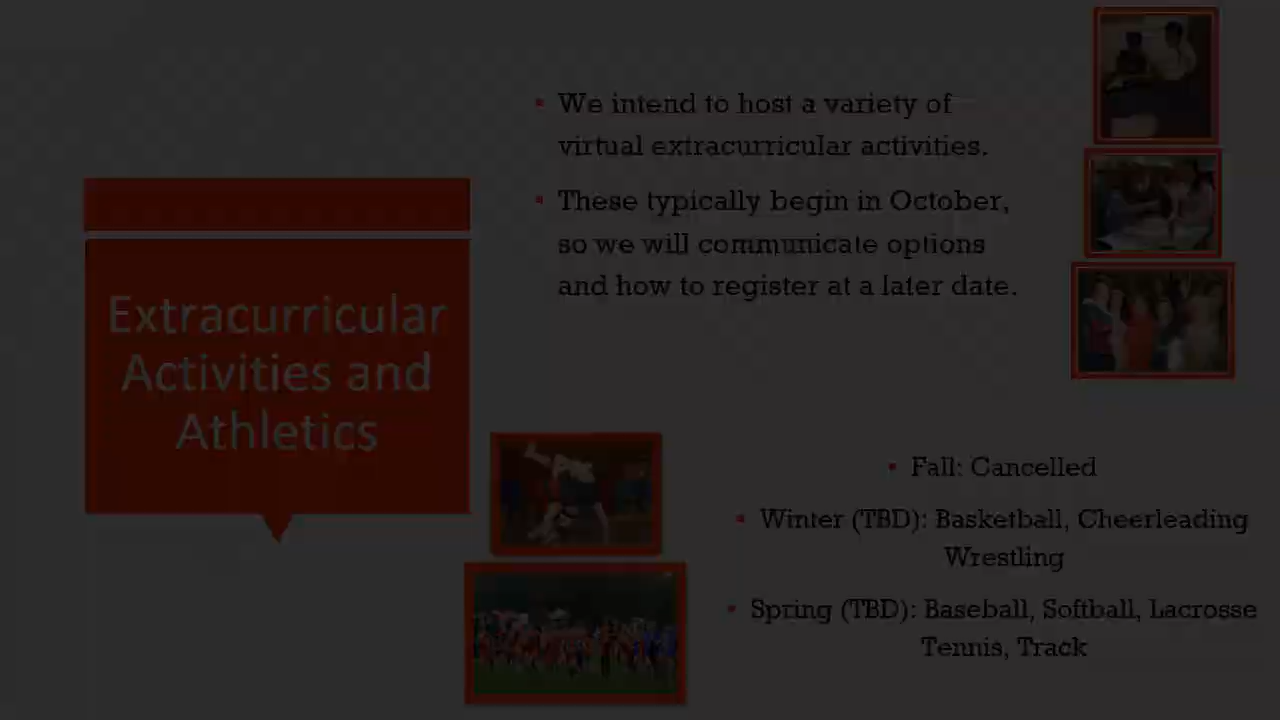 Extracurricular
Activities and
Athletics
We intend to host a variety of
virtual extracurricular activities.
These typically begin in October,
so we will communicate options
and how to register at a later date.
Fall: Cancelled
Winter (TBD): Basketball, Cheerleading
Wrestling
Spring (TBD): Baseball, Softball, Lacrosse
Tennis, Track